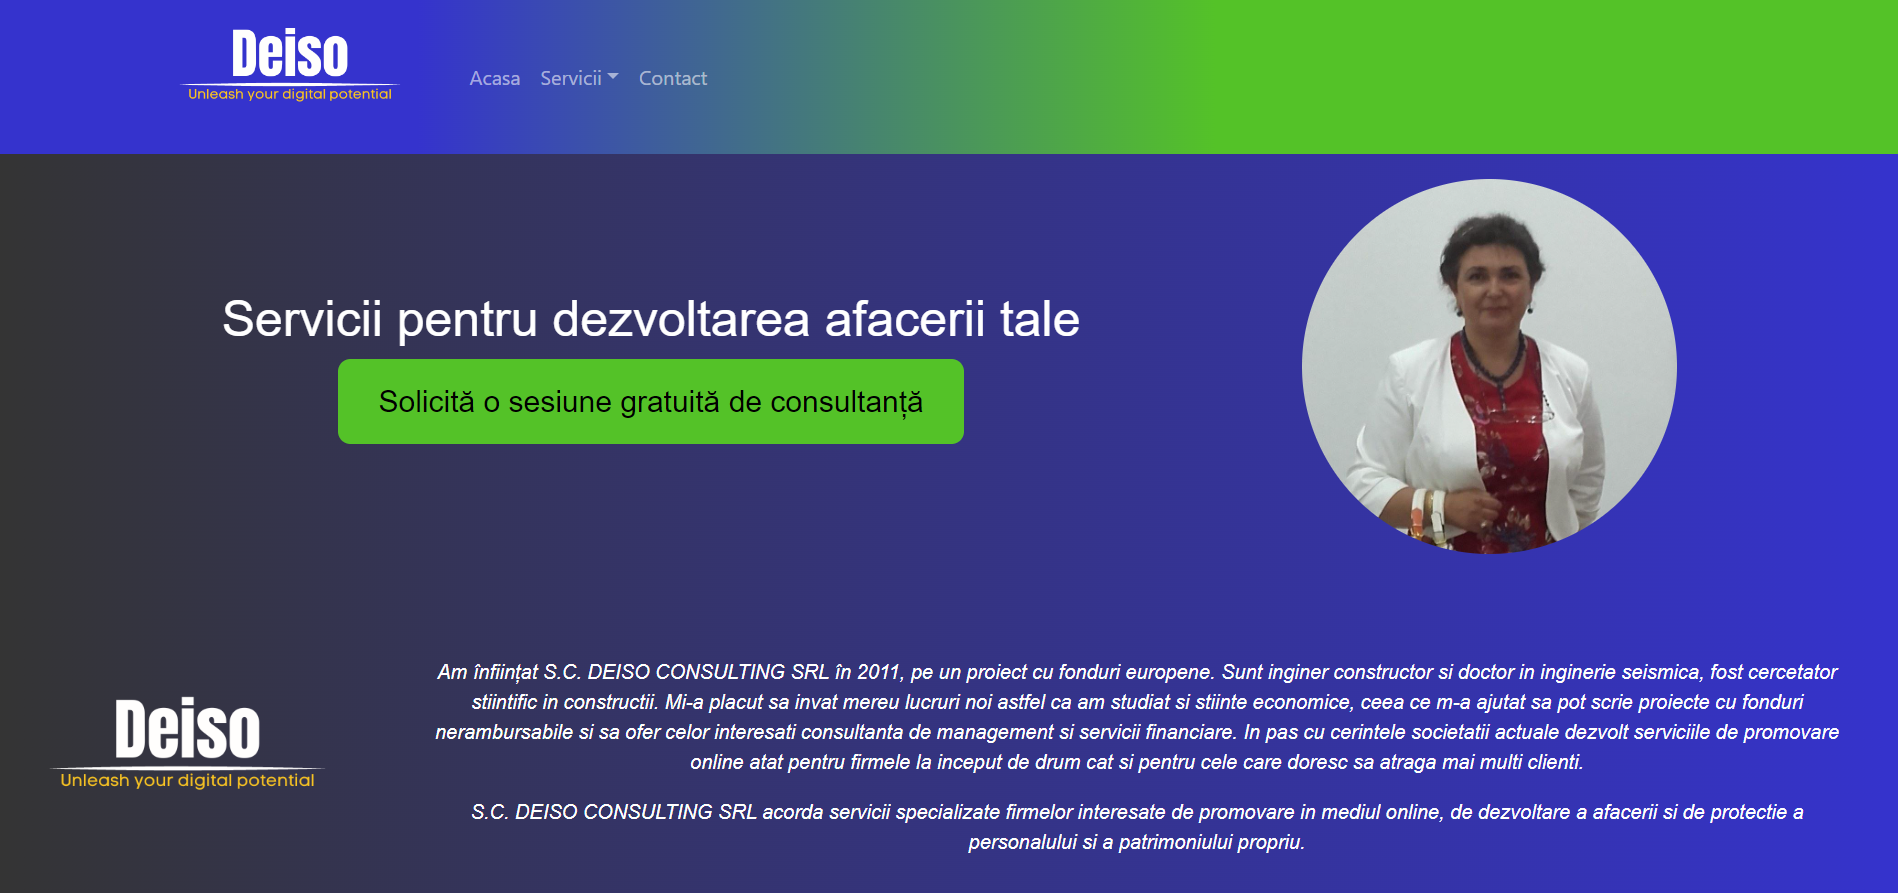 Deiso
Unleash your digital potential
Acasa Servicii Contact
Servicii pentru dezvoltarea afacerii tale
Solicită o sesiune gratuită de consultanță
Am înființat S.C. DEISO CONSULTING SRL în 2011, pe un proiect cu fonduri europene. Sunt inginer constructor si doctor in inginerie seismica, fost cercetator
stiintific in constructii. Mi-a placut sa invat mereu lucruri noi astfel ca am studiat si stiinte economice, ceea ce m-a ajutat sa pot scrie proiecte cu fonduri
nerambursabile si sa ofer celor interesati consultanta de management si servicii financiare. In pas cu cerintele societatii actuale dezvolt serviciile de promovare
online atat pentru firmele la inceput de drum cat si pentru cele care doresc sa atraga mai multi clienti.
Deiso
Unleash your digital potential
S.C. DEISO CONSULTING SRL acorda servicii specializate firmelor interesate de promovare in mediul online, de dezvoltare a afacerii si de protectie a
personalului si a patrimoniului propriu.